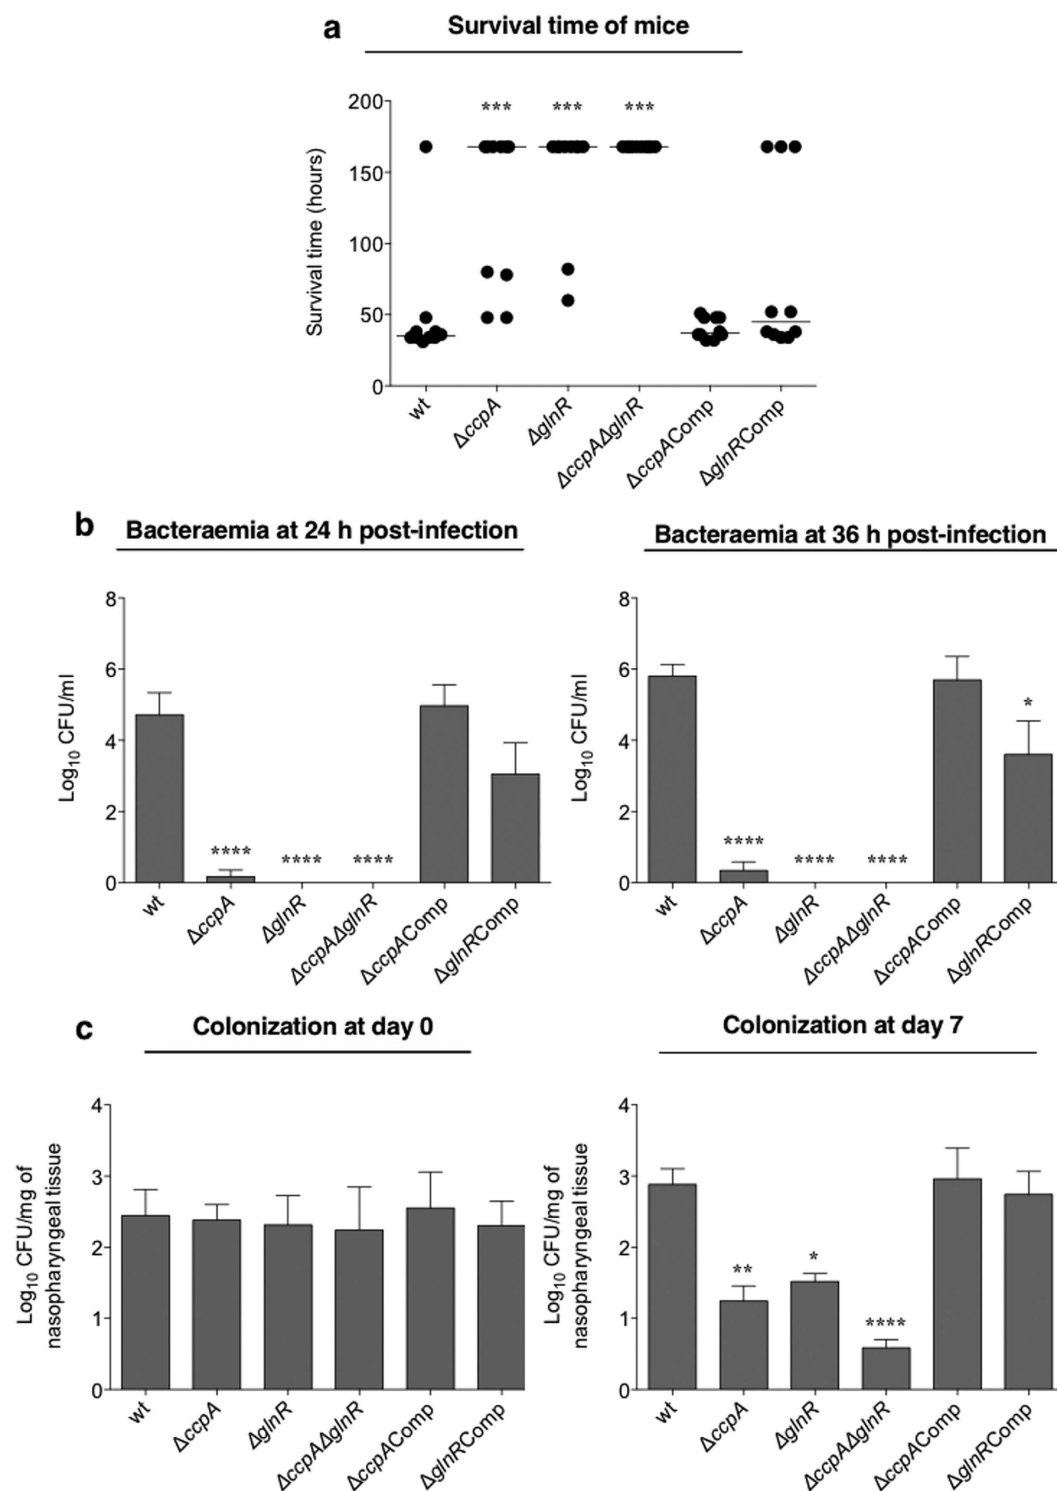 a
Survival time of mice
Survival time (hours)
200
150
100
50
0
***
***
***
wt
ΔccpA
ΔglnR
ΔccpAΔglnR
ΔccpAComp
ΔglnRComp
b
Bacteraemia at 24 h post-infection
Log10 CFU/ml
8
6
4
2
0
****
****
****
wt
ΔccpA
ΔglnR
ΔccpAΔglnR
ΔccpAComp
ΔglnRComp
Bacteraemia at 36 h post-infection
Log10 CFU/ml
8
6
4
2
0
****
****
****
*
wt
ΔccpA
ΔglnR
ΔccpAΔglnR
ΔccpAComp
ΔglnRComp
c
Colonization at day 0
Log10 CFU/mg of
nasopharyngeal tissue
4
3
2
1
0
wt
ΔccpA
ΔglnR
ΔccpAΔglnR
ΔccpAComp
ΔglnRComp
Colonization at day 7
Log10 CFU/mg of
nasopharyngeal tissue
4
3
2
1
0
**
*
****
wt
ΔccpA
ΔglnR
ΔccpAΔglnR
ΔccpAComp
ΔglnRComp